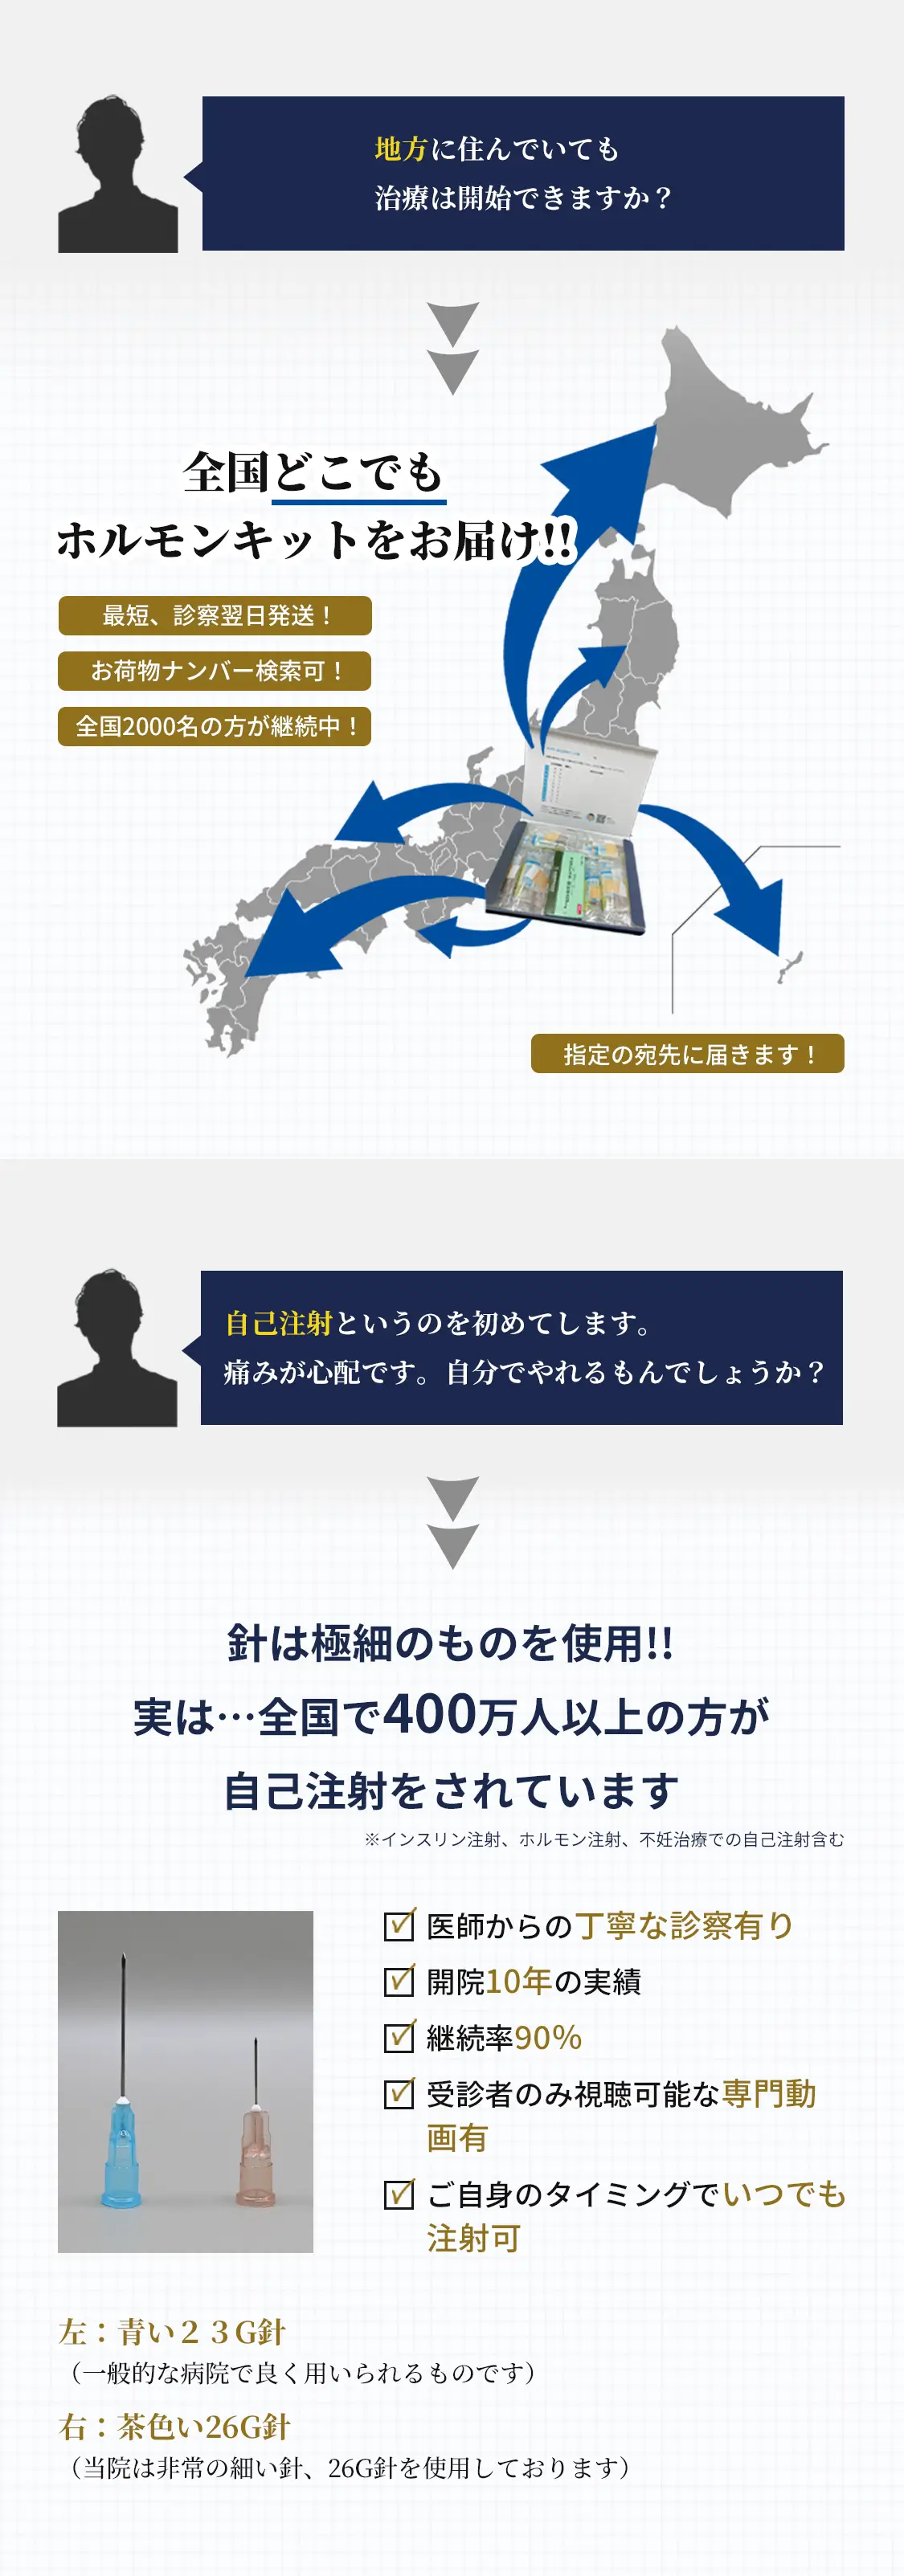 地方に住んでいても
治療は開始できますか？
全国どこでも
ホルモンキットをお届け!!
最短、診察翌日発送！
お荷物ナンバー検索可！
全国2000名の方が継続中！
指定の宛先に届きます！
自己注射というのを初めてします。
痛みが心配です。自分でやれるもんでしょうか？
針は極細のものを使用!!
実は…全国で400万人以上の方が
自己注射をされています
※インスリン注射、ホルモン注射、不妊治療での自己注射含む
医師からの丁寧な診察有り
開院10年の実績
継続率90％
受診者のみ視聴可能な専門動
画有
ご自身のタイミングでいつでも
注射可
左：青い２３G針
（一般的な病院で良く用いられるものです）
右：茶色い26G針
（当院は非常の細い針、26G針を使用しております）